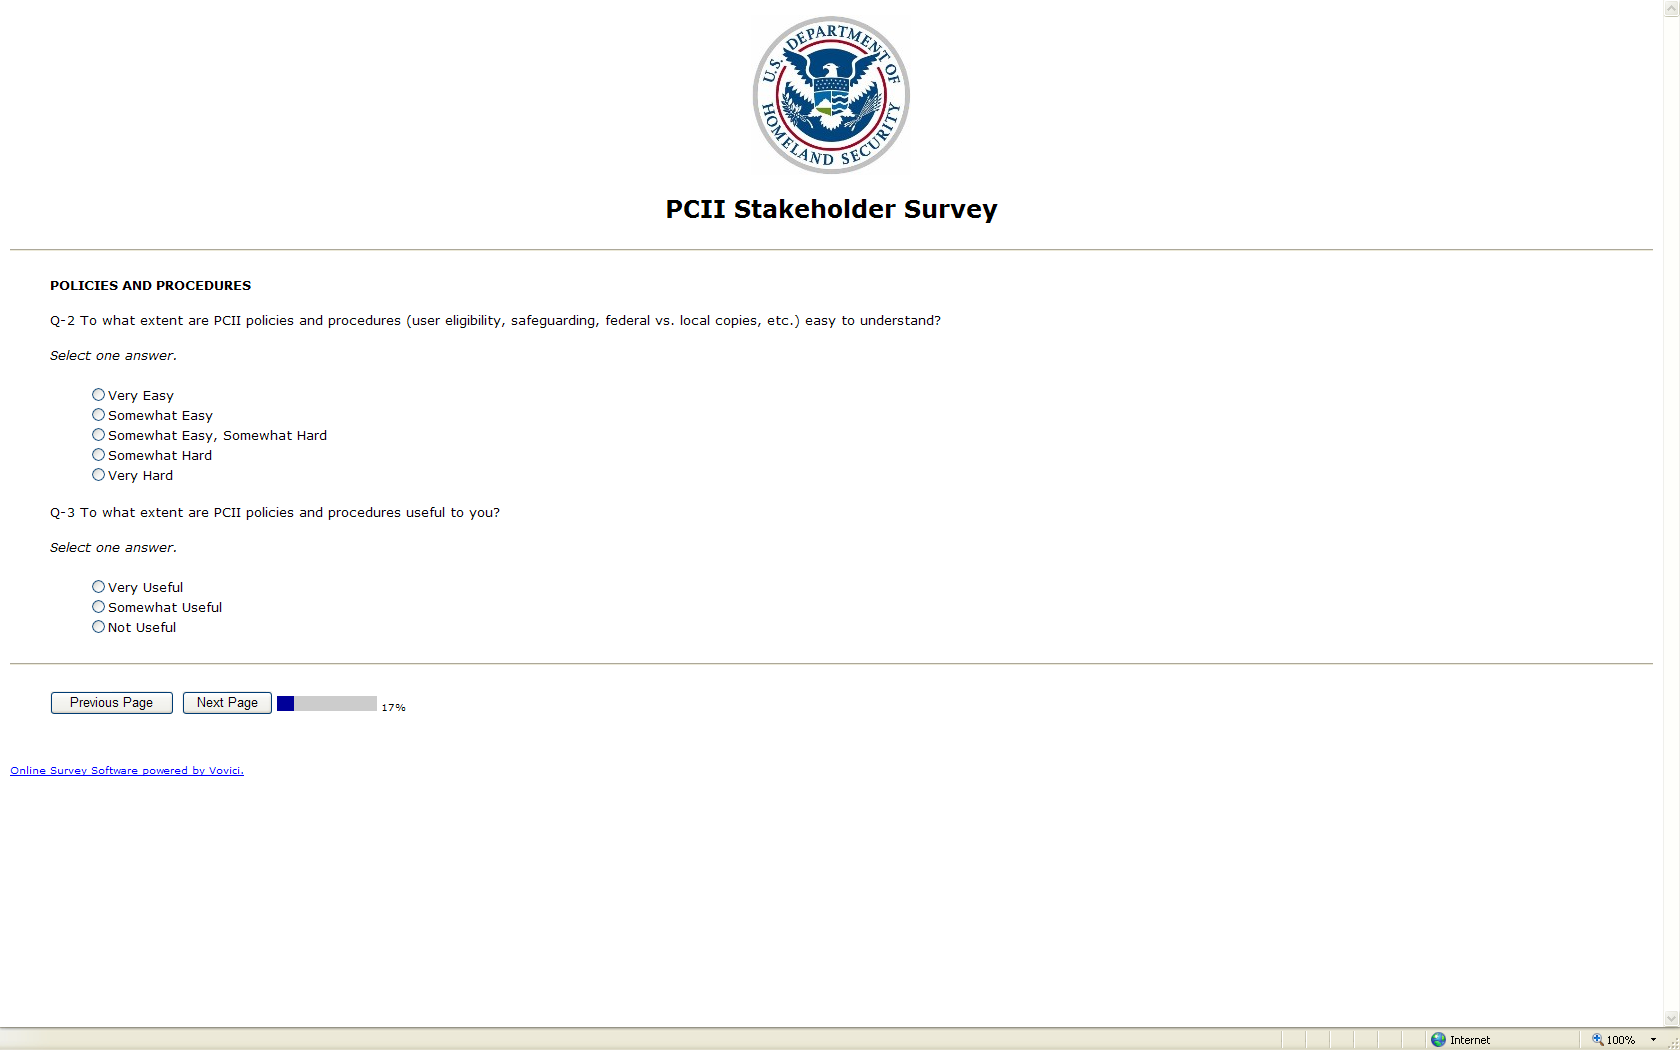 U.S. DEPARTMENT OF
HOMELAND SECURITY
PCII Stakeholder Survey
POLICIES AND PROCEDURES
Q-2 To what extent are PCII policies and procedures (user eligibility, safeguarding, federal vs. local copies, etc.) easy to understand?
Select one answer.
Very Easy
Somewhat Easy
Somewhat Easy, Somewhat Hard
Somewhat Hard
Very Hard
Q-3 To what extent are PCII policies and procedures useful to you?
Select one answer.
Very Useful
Somewhat Useful
Not Useful
Previous Page Next Page 17%
Online Survey Software powered by Vovici.
Internet 100%